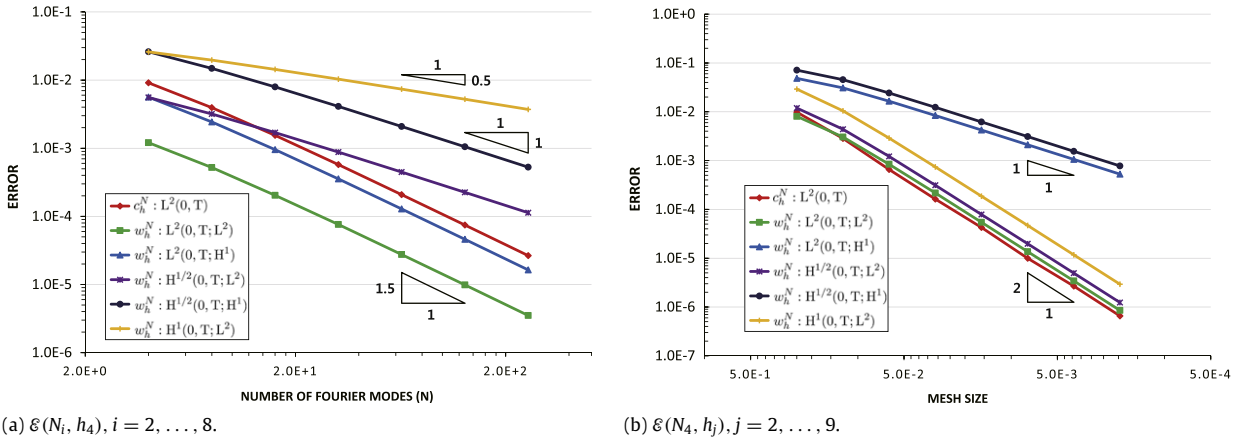 1.0E-1
1.0E-2
1.0E-3
1.0E-4
1.0E-5
1.0E-6
ERROR
2.0E+0
2.0E+1
2.0E+2
NUMBER OF FOURIER MODES (N)
1
0.5
1
1
1.5
1
c_h^N : L²(0, T)
w_h^N : L²(0, T; L²)
w_h^N : L²(0, T; H¹)
w_h^N : H^{1/2}(0, T; L²)
w_h^N : H^{1/2}(0, T; H¹)
w_h^N : H¹(0, T; L²)
(a) ℰ(N_i, h_4), i = 2, . . . , 8.
1.0E+0
1.0E-1
1.0E-2
1.0E-3
1.0E-4
1.0E-5
1.0E-6
1.0E-7
ERROR
5.0E-1
5.0E-2
5.0E-3
5.0E-4
MESH SIZE
1
1
2
1
c_h^N : L²(0, T)
w_h^N : L²(0, T; L²)
w_h^N : L²(0, T; H¹)
w_h^N : H^{1/2}(0, T; L²)
w_h^N : H^{1/2}(0, T; H¹)
w_h^N : H¹(0, T; L²)
(b) ℰ(N_4, h_j), j = 2, . . . , 9.